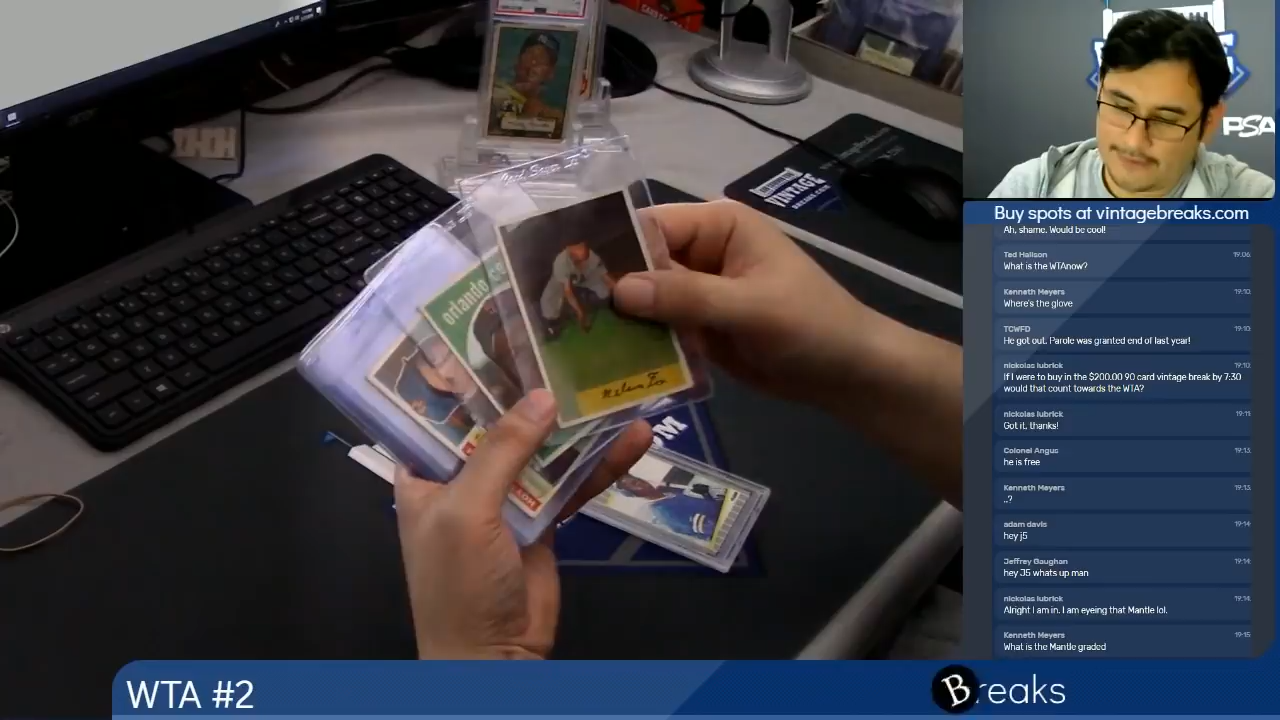 PSA
Buy spots at vintagebreaks.com
Ah, shame. Would be cool!
Ted Hallson
19:06
What is the WTAnow?
Kenneth Meyers
19:10
Where's the glove
TCWFD
19:10
He got out. Parole was granted end of last year!
nickolas lubrick
19:10
If I were to buy in the $200.00 90 card vintage break by 7:30
would that count towards the WTA?
nickolas lubrick
19:11
Got it, thanks!
Colonel Angus
19:13
he is free
Kenneth Meyers
19:13
..?
adam davis
19:14
hey j5
Jeffrey Gaughan
19:14
hey J5 whats up man
nickolas lubrick
19:14
Alright I am in. I am eyeing that Mantle lol.
Kenneth Meyers
19:15
What is the Mantle graded
VINTAGE
orlando
Nelson Fox
WTA #2
Breaks